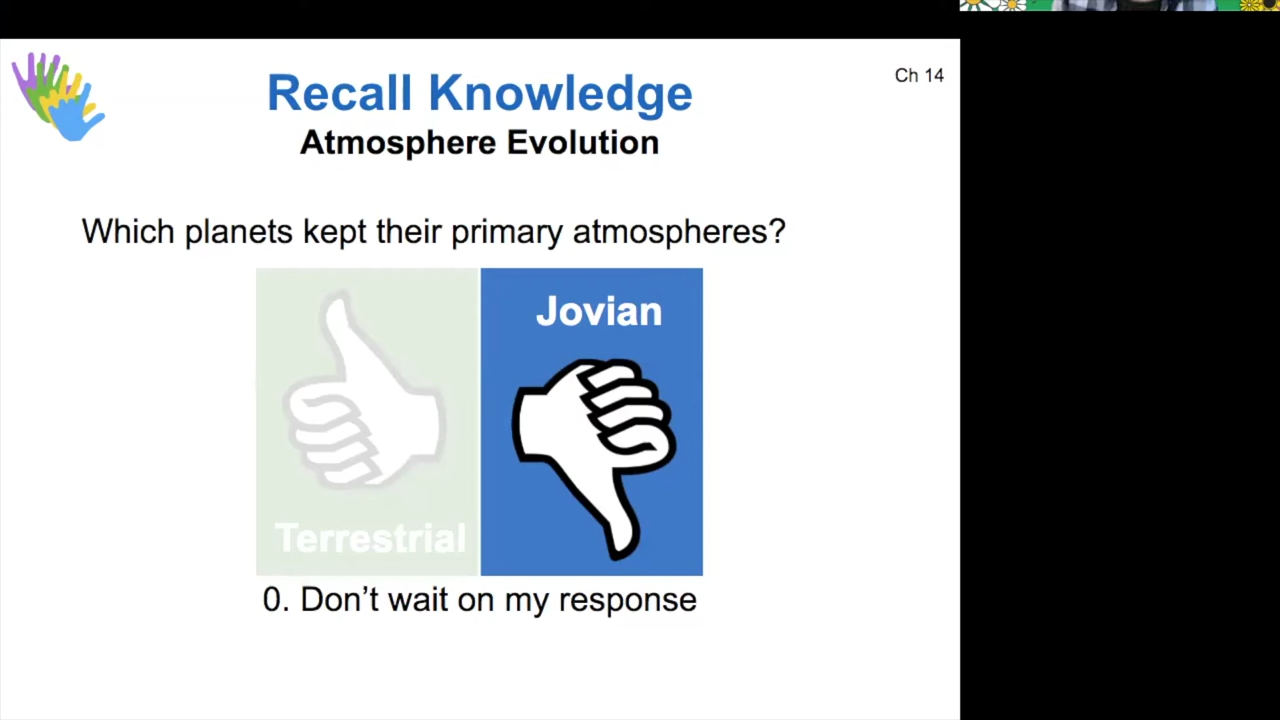 Ch 14
Recall Knowledge
Atmosphere Evolution
Which planets kept their primary atmospheres?
Jovian
Terrestrial
0. Don’t wait on my response